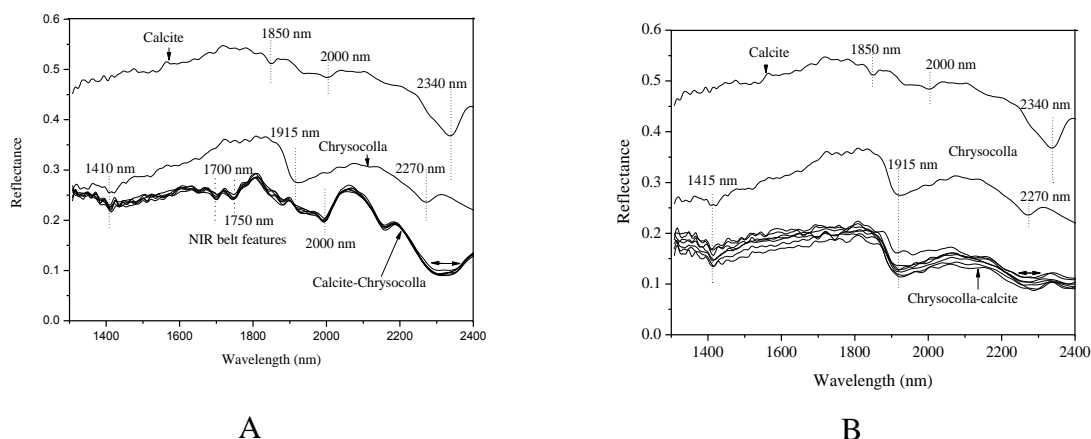 0.6
0.5
0.4
0.3
0.2
0.1
0.0
Reflectance
Calcite
1850 nm
2000 nm
2340 nm
1410 nm
1700 nm
1750 nm
1915 nm
Chrysocolla
2270 nm
NIR belt features
2000 nm
Calcite-Chrysocolla
1400
1600
1800
2000
2200
2400
Wavelength (nm)
A
0.6
0.5
0.4
0.3
0.2
0.1
0.0
Reflectance
Calcite
1850 nm
2000 nm
2340 nm
1415 nm
1915 nm
Chrysocolla
2270 nm
Chrysocolla-calcite
1400
1600
1800
2000
2200
2400
Wavelength (nm)
B